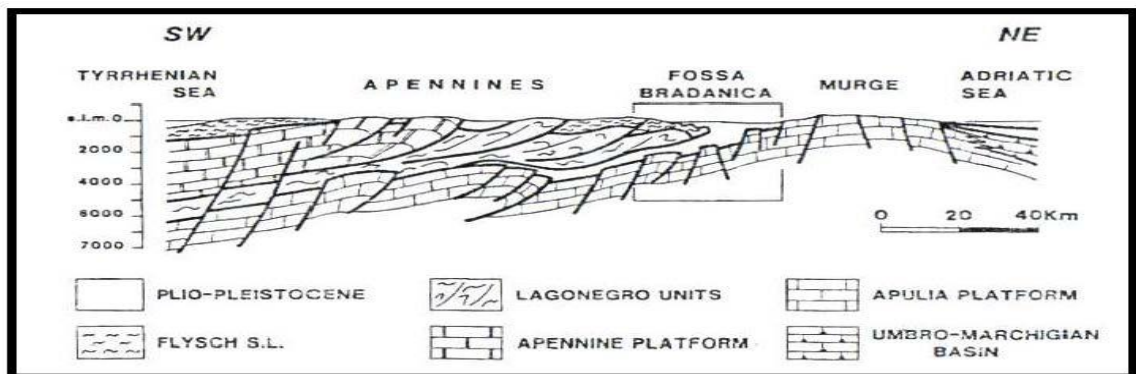 SW NE
TYRRHENIAN SEA APENNINES FOSSA BRADANICA MURGE ADRIATIC SEA
s.l.m. 0
2000
4000
6000
7000
0 20 40Km
PLIO-PLEISTOCENE LAGONEGRO UNITS APULIA PLATFORM
FLYSCH S.L. APENNINE PLATFORM UMBRO-MARCHIGIAN BASIN